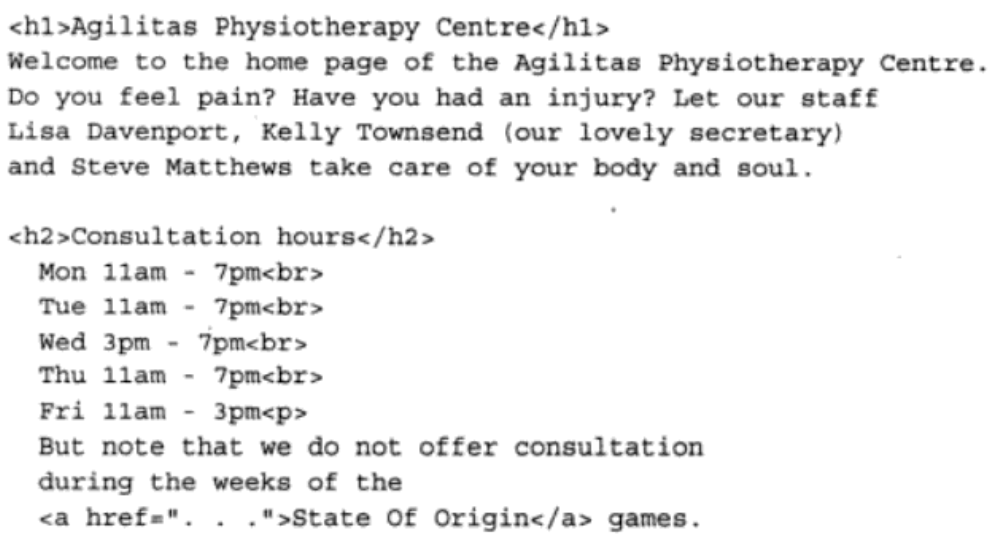 <h1>Agilitas Physiotherapy Centre</h1>
Welcome to the home page of the Agilitas Physiotherapy Centre.
Do you feel pain? Have you had an injury? Let our staff
Lisa Davenport, Kelly Townsend (our lovely secretary)
and Steve Matthews take care of your body and soul.
<h2>Consultation hours</h2>
Mon 11am - 7pm<br>
Tue 11am - 7pm<br>
Wed 3pm - 7pm<br>
Thu 11am - 7pm<br>
Fri 11am - 3pm<p>
But note that we do not offer consultation
during the weeks of the
<a href=". . .">State Of Origin</a> games.